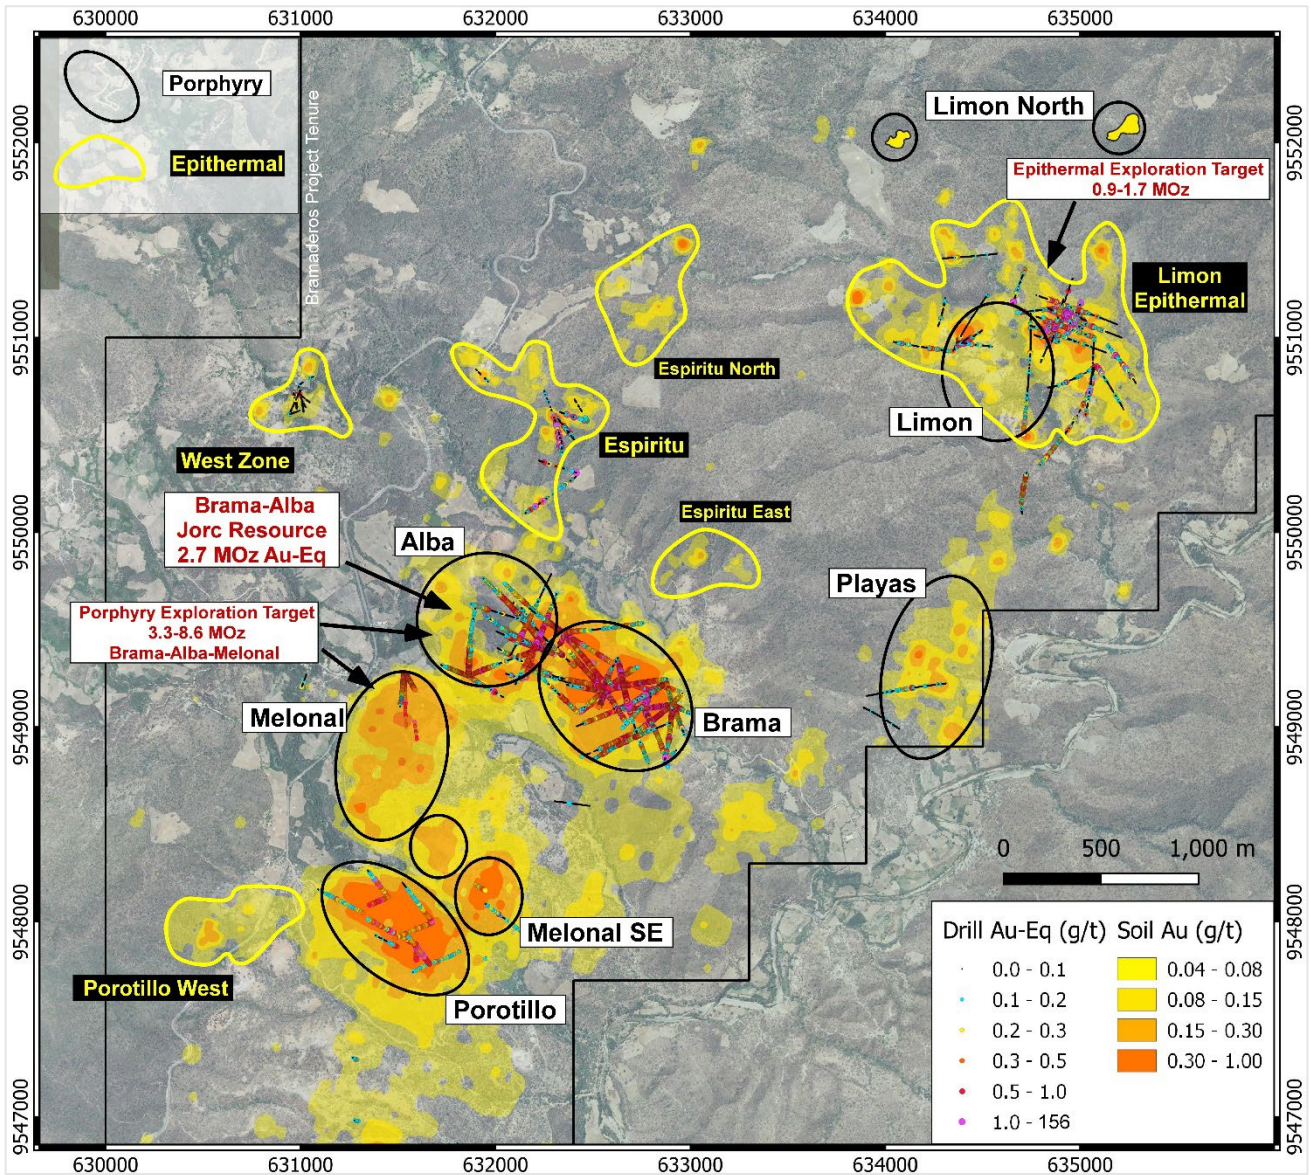 630000
631000
632000
633000
634000
635000
Porphyry
Epithermal
Bramaderos Project Tenure
Limon North
Epithermal Exploration Target
0.9-1.7 MOz
Limon
Epithermal
Espiritu North
Limon
West Zone
Espiritu
Brama-Alba
Jorc Resource
2.7 MOz Au-Eq
Espiritu East
Alba
Playas
Porphyry Exploration Target
3.3-8.6 MOz
Brama-Alba-Melonal
Melonal
Brama
Melonal SE
Porotillo West
Porotillo
0
500
1,000 m
Drill Au-Eq (g/t)
0.0 - 0.1
0.1 - 0.2
0.2 - 0.3
0.3 - 0.5
0.5 - 1.0
1.0 - 156
Soil Au (g/t)
0.04 - 0.08
0.08 - 0.15
0.15 - 0.30
0.30 - 1.00
9552000
9551000
9550000
9549000
9548000
9547000
9552000
9551000
9550000
9549000
9548000
9547000
630000
631000
632000
633000
634000
635000